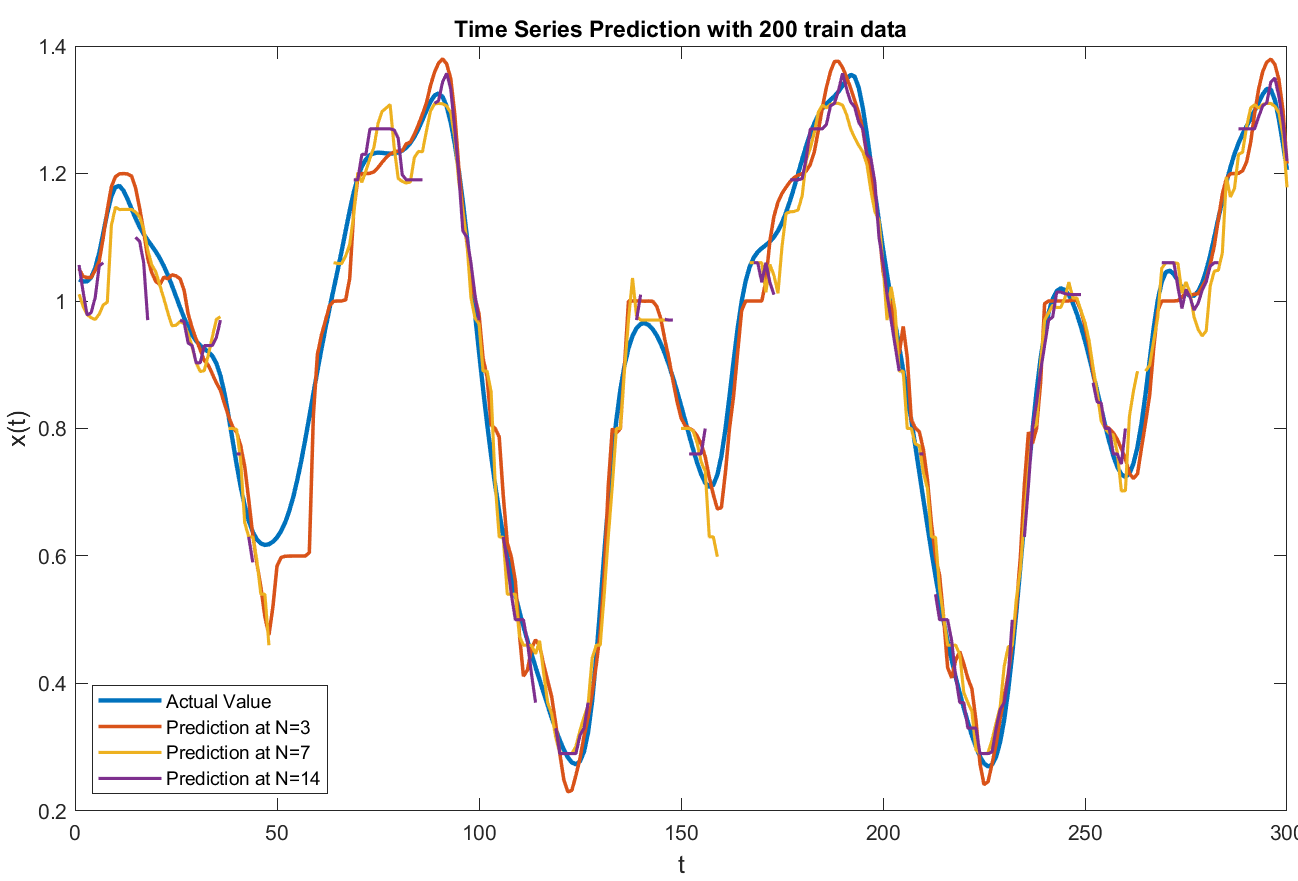 Time Series Prediction with 200 train data
1.4
1.2
1
0.8
0.6
0.4
0.2
x(t)
Actual Value
Prediction at N=3
Prediction at N=7
Prediction at N=14
0 50 100 150 200 250 300
t